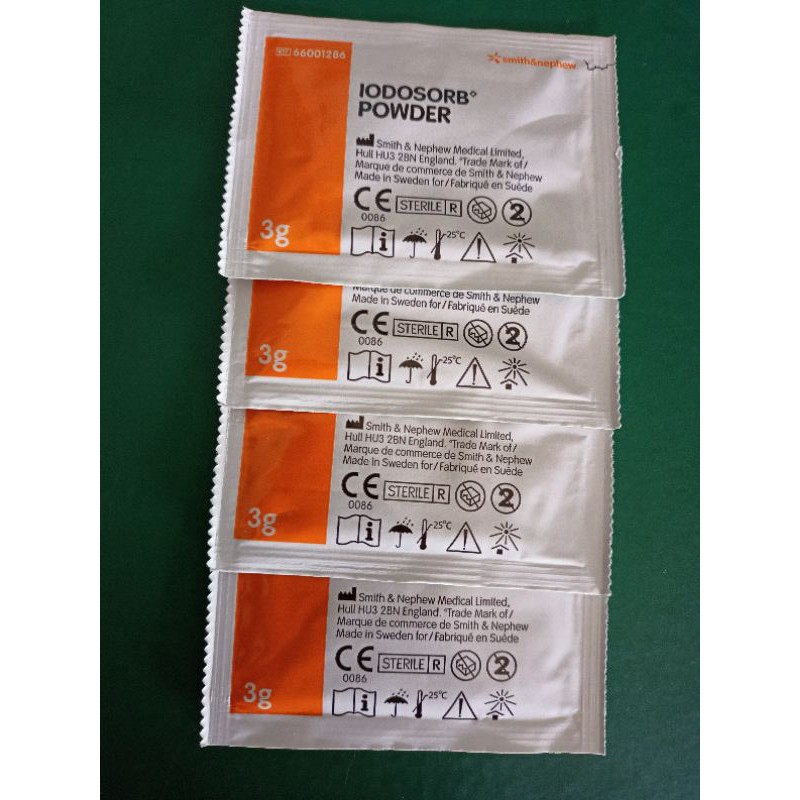 REF 66001286
smith&nephew
IODOSORB◊
POWDER
Smith & Nephew Medical Limited,
Hull HU3 2BN England. ◊Trade Mark of/
Marque de commerce de Smith & Nephew
Made in Sweden for/Fabriqué en Suède
CE
0086
STERILE R
2
3g
i
25°C
!
Marque de commerce de Smith & Nephew
Made in Sweden for/Fabriqué en Suède
CE
0086
STERILE R
2
3g
i
25°C
!
Smith & Nephew Medical Limited,
Hull HU3 2BN England. ◊Trade Mark of/
Marque de commerce de Smith & Nephew
Made in Sweden for/Fabriqué en Suède
CE
0086
STERILE R
2
3g
i
25°C
!
Smith & Nephew Medical Limited,
Hull HU3 2BN England. ◊Trade Mark of/
Marque de commerce de Smith & Nephew
Made in Sweden for/Fabriqué en Suède
CE
0086
STERILE R
2
3g
i
25°C
!